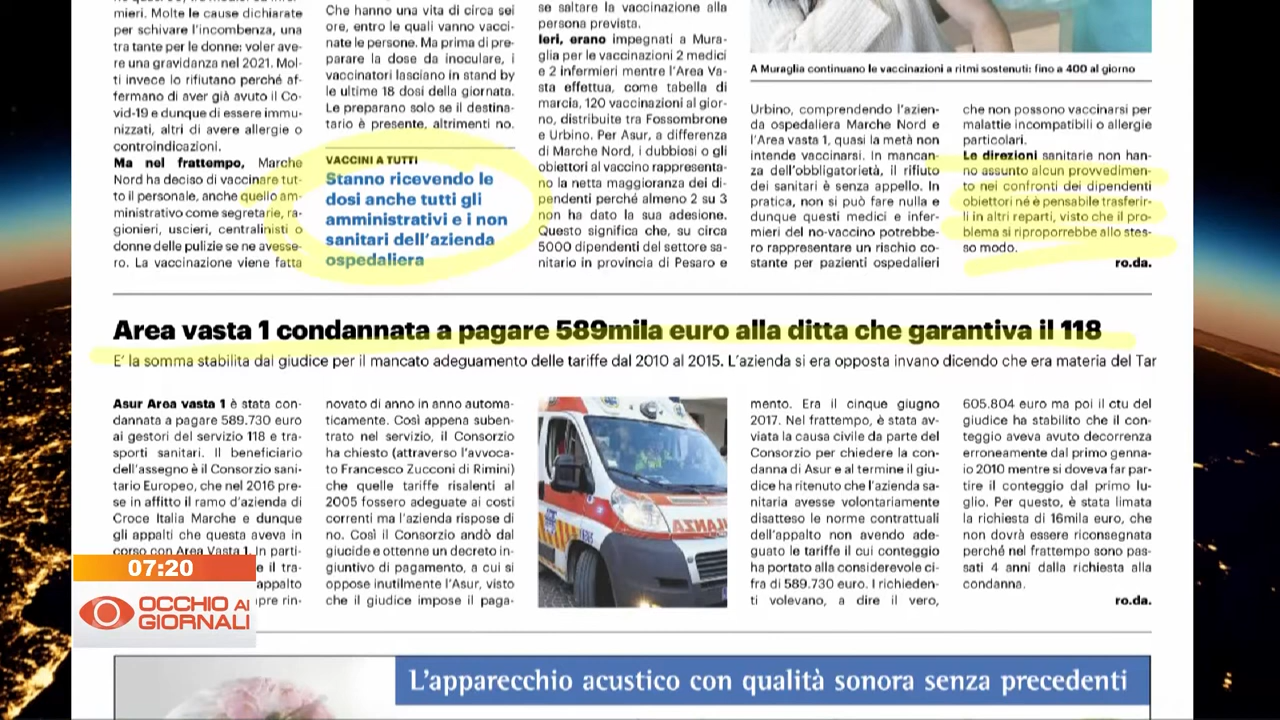 mieri. Molte le cause dichiarate
per schivare l'incombenza, una
tra tante per le donne: voler ave-
re una gravidanza nel 2021. Mol-
ti invece lo rifiutano perché af-
fermano di aver già avuto il Co-
vid-19 e dunque di essere immu-
nizzati, altri di avere allergie o
controindicazioni.
Ma nel frattempo, Marche
Nord ha deciso di vaccinare tut-
to il personale, anche quello am-
ministrativo come segretarie, ra-
gionieri, uscieri, centralinisti o
donne delle pulizie se ne avesse-
ro. La vaccinazione viene fatta
Che hanno una vita di circa sei
ore, entro le quali vanno vacci-
nate le persone. Ma prima di pre-
parare la dose da inoculare, i
vaccinatori lasciano in stand by
le ultime 18 dosi della giornata.
Le preparano solo se il destina-
tario è presente, altrimenti no.
VACCINI A TUTTI
Stanno ricevendo le
dosi anche tutti gli
amministrativi e i non
sanitari dell'azienda
ospedaliera
se saltare la vaccinazione alla
persona prevista.
Ieri, erano impegnati a Mura-
glia per le vaccinazioni 2 medici
e 2 infermieri mentre l'Area Va-
sta effettua, come tabella di
marcia, 120 vaccinazioni al gior-
no, distribuite tra Fossombrone
e Urbino. Per Asur, a differenza
di Marche Nord, i dubbiosi o gli
obiettori al vaccino rappresenta-
no la netta maggioranza dei di-
pendenti perché almeno 2 su 3
non ha dato la sua adesione.
Questo significa che, su circa
5000 dipendenti del settore sa-
nitario in provincia di Pesaro e
A Muraglia continuano le vaccinazioni a ritmi sostenuti: fino a 400 al giorno
Urbino, comprendendo l'azien-
da ospedaliera Marche Nord e
l'Area vasta 1, quasi la metà non
intende vaccinarsi. In mancan-
za dell'obbligatorietà, il rifiuto
dei sanitari è senza appello. In
pratica, non si può fare nulla e
dunque questi medici e infer-
mieri del no-vaccino potrebbe-
ro rappresentare un rischio co-
stante per pazienti ospedalieri
che non possono vaccinarsi per
malattie incompatibili o allergie
particolari.
Le direzioni sanitarie non han-
no assunto alcun provvedimen-
to nei confronti dei dipendenti
obiettori né è pensabile trasferir-
li in altri reparti, visto che il pro-
blema si riproporrebbe allo stes-
so modo.
ro.da.
Area vasta 1 condannata a pagare 589mila euro alla ditta che garantiva il 118
E' la somma stabilita dal giudice per il mancato adeguamento delle tariffe dal 2010 al 2015. L'azienda si era opposta invano dicendo che era materia del Tar
Asur Area vasta 1 è stata con-
dannata a pagare 589.730 euro
ai gestori del servizio 118 e tra-
sporti sanitari. Il beneficiario
dell'assegno è il Consorzio sani-
tario Europeo, che nel 2016 pre-
se in affitto il ramo d'azienda di
Croce Italia Marche e dunque
gli appalti che questa aveva in
corso con Area Vasta 1. In parti-
e il tra-
appalto
pre rin-
novato di anno in anno automa-
ticamente. Così appena suben-
trato nel servizio, il Consorzio
ha chiesto (attraverso l'avvoca-
to Francesco Zucconi di Rimini)
che quelle tariffe risalenti al
2005 fossero adeguate ai costi
correnti ma l'azienda rispose di
no. Così il Consorzio andò dal
giudice e ottenne un decreto in-
giuntivo di pagamento, a cui si
oppose inutilmente l'Asur, visto
che il giudice impose il paga-
mento. Era il cinque giugno
2017. Nel frattempo, è stata av-
viata la causa civile da parte del
Consorzio per chiedere la con-
danna di Asur e al termine il giu-
dice ha ritenuto che l'azienda sa-
nitaria avesse volontariamente
disatteso le norme contrattuali
dell'appalto non avendo ade-
guato le tariffe il cui conteggio
ha portato alla considerevole ci-
fra di 589.730 euro. I richieden-
ti volevano, a dire il vero,
605.804 euro ma poi il ctu del
giudice ha stabilito che il con-
teggio aveva avuto decorrenza
erroneamente dal primo genna-
io 2010 mentre si doveva far par-
tire il conteggio dal primo lu-
glio. Per questo, è stata limata
la richiesta di 16mila euro, che
non dovrà essere riconsegnata
perché nel frattempo sono pas-
sati 4 anni dalla richiesta alla
condanna.
ro.da.
07:20
OCCHIO AI
GIORNALI
L'apparecchio acustico con qualità sonora senza precedenti